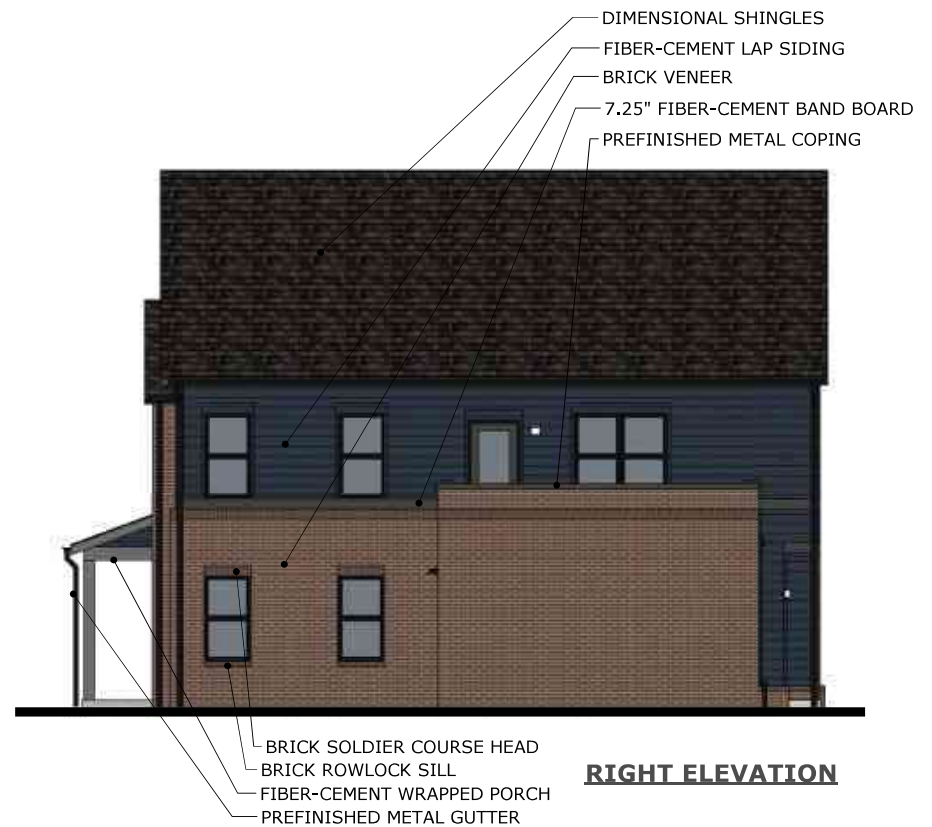 DIMENSIONAL SHINGLES
FIBER-CEMENT LAP SIDING
BRICK VENEER
7.25" FIBER-CEMENT BAND BOARD
PREFINISHED METAL COPING
BRICK SOLDIER COURSE HEAD
BRICK ROWLOCK SILL
FIBER-CEMENT WRAPPED PORCH
PREFINISHED METAL GUTTER
RIGHT ELEVATION